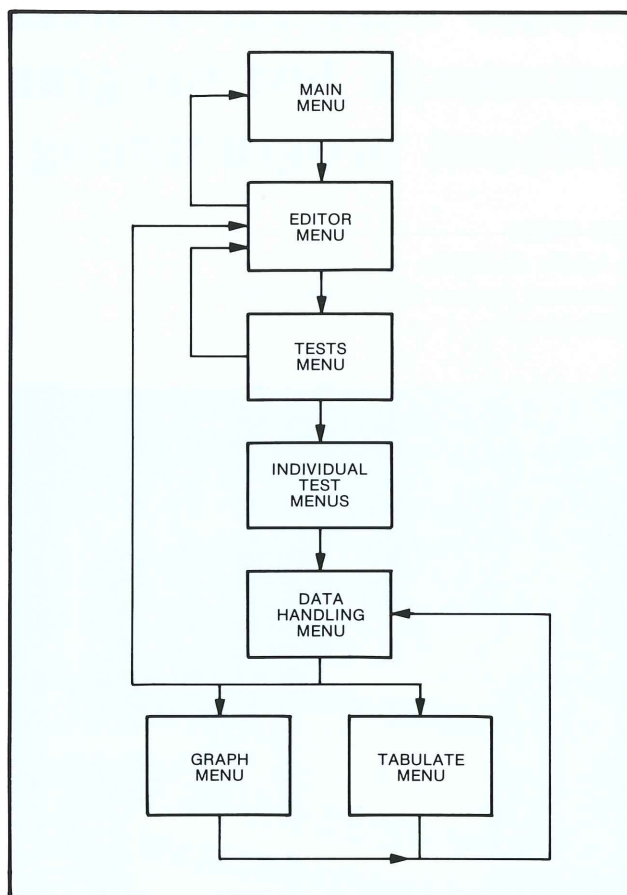 MAIN
MENU
EDITOR
MENU
TESTS
MENU
INDIVIDUAL
TEST
MENUS
DATA
HANDLING
MENU
GRAPH
MENU
TABULATE
MENU